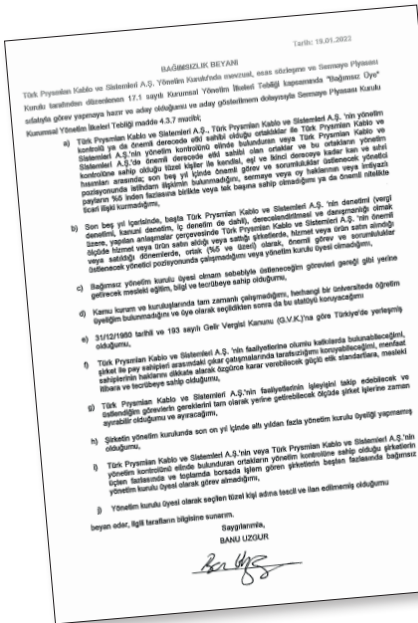 Tarih: 19.01.2022
BAĞIMSIZLIK BEYANI
Türk Prysmian Kablo ve Sistemleri A.Ş. Yönetim Kurulu'nda mevzuat, esas sözleşme ve Sermaye Piyasası
Kurulu tarafından düzenlenen 17.1 sayılı Kurumsal Yönetim İlkeleri Tebliği kapsamında "Bağımsız Üye"
sıfatıyla görev yapmaya hazır ve aday olduğumu ve aday gösterilmem dolayısıyla Sermaye Piyasası Kurulu
Kurumsal Yönetim İlkeleri Tebliği madde 4.3.7 mucibi;
a) Türk Prysmian Kablo ve Sistemleri A.Ş., Türk Prysmian Kablo ve Sistemleri A.Ş. 'nin yönetim
kontrolü ya da önemli derecede etki sahibi olduğu ortaklıklar ile Türk Prysmian Kablo ve
Sistemleri A.Ş.'nin yönetim kontrolünü elinde bulunduran veya Türk Prysmian Kablo ve
Sistemleri A.Ş.'de önemli derecede etki sahibi olan ortaklar ve bu ortakların yönetim
kontrolüne sahip olduğu tüzel kişiler ile kendisi, eşi ve ikinci dereceye kadar kan ve sıhri
hısımları arasında; son beş yıl içinde önemli görev ve sorumluluklar üstlenecek yönetici
pozisyonunda istihdam ilişkimin bulunmadığını, sermaye veya oy haklarının veya imtiyazlı
payların %5 inden fazlasına birlikte veya tek başına sahip olmadığımı ya da önemli nitelikte
ticari ilişki kurmadığımı,
b) Son beş yıl içerisinde, başta Türk Prysmian Kablo ve Sistemleri A.Ş. 'nin denetimi (vergi
denetimi, kanuni denetim, iç denetim de dahil), derecelendirilmesi ve danışmanlığı olmak
üzere, yapılan anlaşmalar çerçevesinde Türk Prysmian Kablo ve Sistemleri A.Ş. 'nin önemli
ölçüde hizmet veya ürün satın aldığı veya sattığı şirketlerde, hizmet veya ürün satın alındığı
veya satıldığı dönemlerde, ortak (%5 ve üzeri) olarak, önemli görev ve sorumluluklar
üstlenecek yönetici pozisyonunda çalışmadığımı veya yönetim kurulu üyesi olmadığımı,
c) Bağımsız yönetim kurulu üyesi olmam sebebiyle üstleneceğim görevleri gereği gibi yerine
getirecek mesleki eğitim, bilgi ve tecrübeye sahip olduğumu,
d) Kamu kurum ve kuruluşlarında tam zamanlı çalışmadığımı, herhangi bir üniversitede öğretim
üyeliğim bulunmadığını ve üye olarak seçildikten sonra da bu statüyü koruyacağımı
e) 31/12/1960 tarihli ve 193 sayılı Gelir Vergisi Kanunu (G.V.K.)'na göre Türkiye'de yerleşmiş
olduğumu,
f) Türk Prysmian Kablo ve Sistemleri A.Ş. 'nin faaliyetlerine olumlu katkılarda bulunabileceğimi,
şirket ile pay sahipleri arasındaki çıkar çatışmalarında tarafsızlığımı koruyabileceğimi, menfaat
sahiplerinin haklarını dikkate alarak özgürce karar verebilecek güçlü etik standartlara, mesleki
itibara ve tecrübeye sahip olduğumu,
g) Türk Prysmian Kablo ve Sistemleri A.Ş.'nin faaliyetlerinin işleyişini takip edebilecek ve
üstlendiğim görevlerin gereklerini tam olarak yerine getirebilecek ölçüde şirket işlerine zaman
ayırabilir olduğumu ve ayıracağımı,
h) Şirketin yönetim kurulunda son on yıl içinde altı yıldan fazla yönetim kurulu üyeliği yapmamış
olduğumu,
i) Türk Prysmian Kablo ve Sistemleri A.Ş.'nin veya Türk Prysmian Kablo ve Sistemleri A.Ş.'nin
yönetim kontrolünü elinde bulunduran ortakların yönetim kontrolüne sahip olduğu şirketlerin
üçten fazlasında ve toplamda borsada işlem gören şirketlerin beşten fazlasında bağımsız
yönetim kurulu üyesi olarak görev almadığımı,
j) Yönetim kurulu üyesi olarak seçilen tüzel kişi adına tescil ve ilan edilmemiş olduğumu
beyan eder, ilgili tarafların bilgisine sunarım.
Saygılarımla,
BANU UZGUR